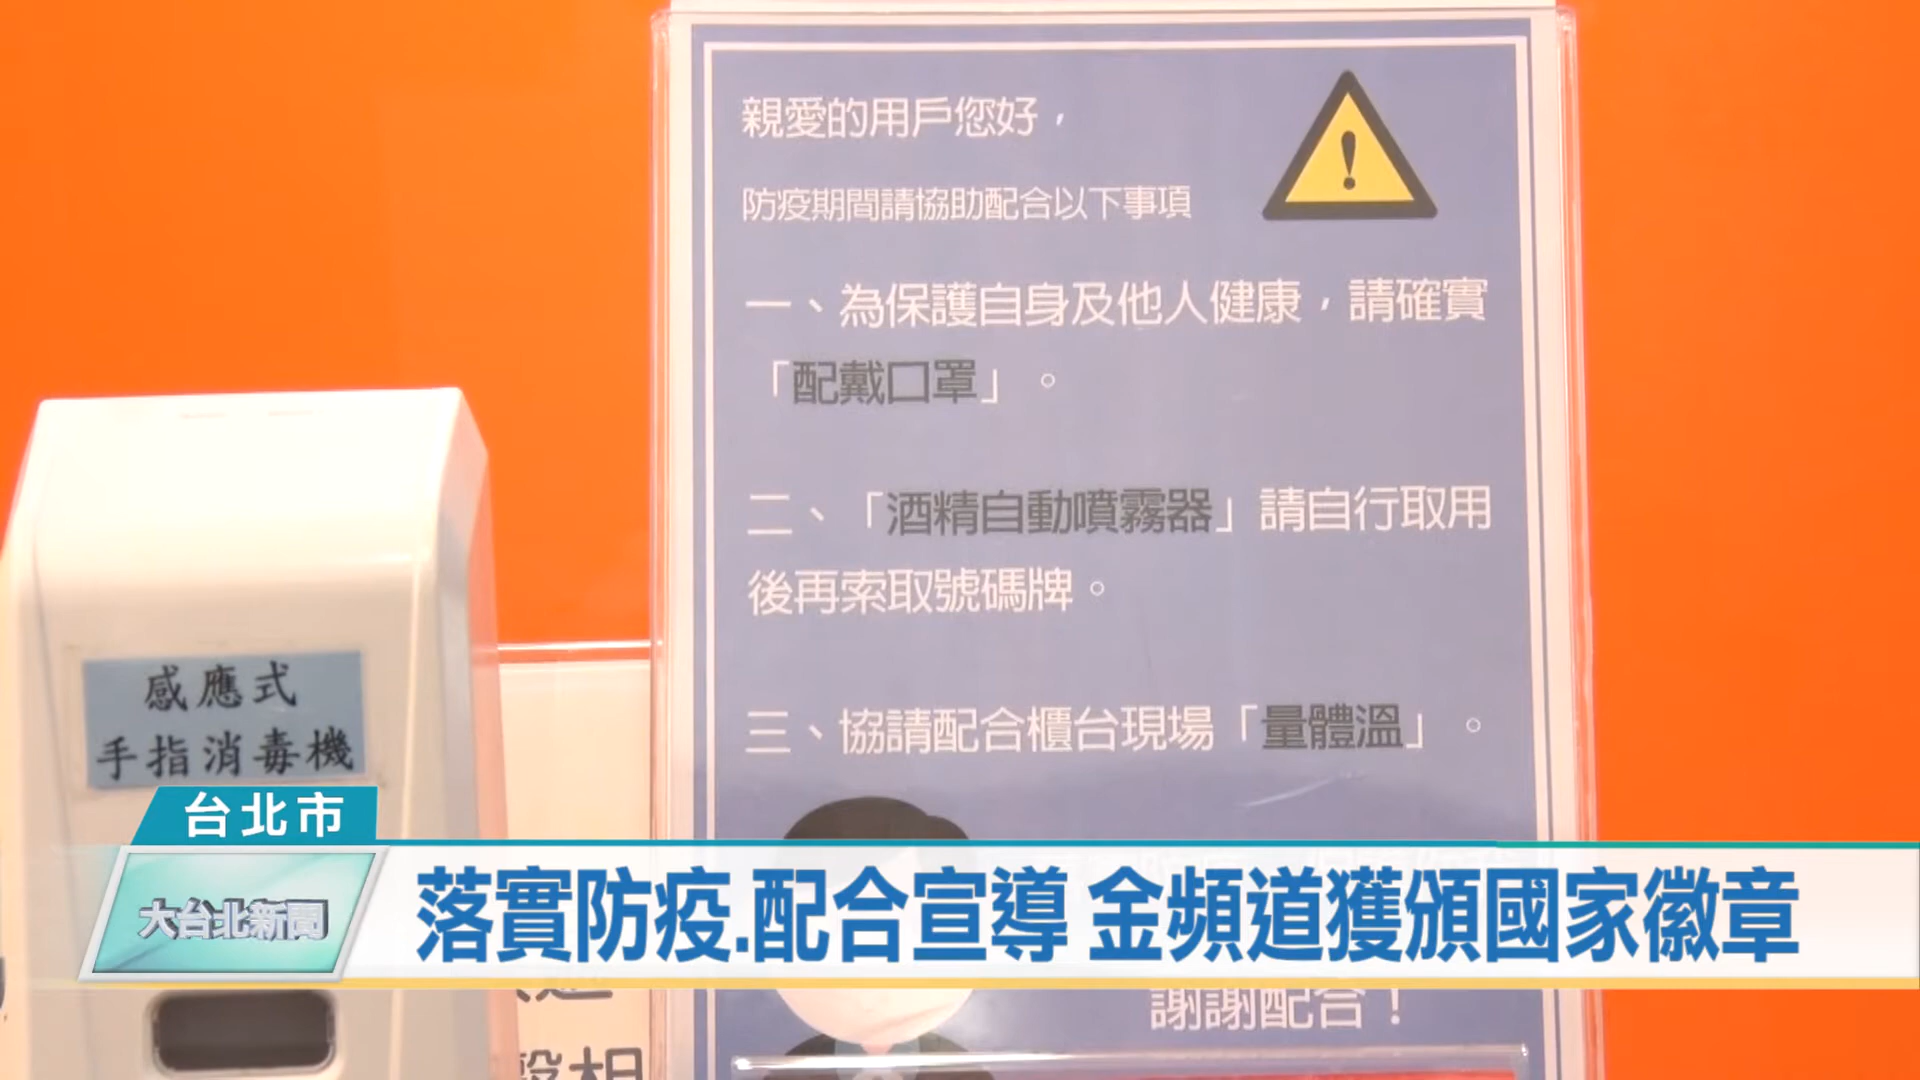 親愛的用戶您好，
防疫期間請協助配合以下事項
一、為保護自身及他人健康，請確實
「配戴口罩」。
二、「酒精自動噴霧器」請自行取用
後再索取號碼牌。
三、協請配合櫃台現場「量體溫」。
感應式
手指消毒機
台北市
大台北新聞
落實防疫.配合宣導 金頻道獲頒國家徽章
謝謝配合！